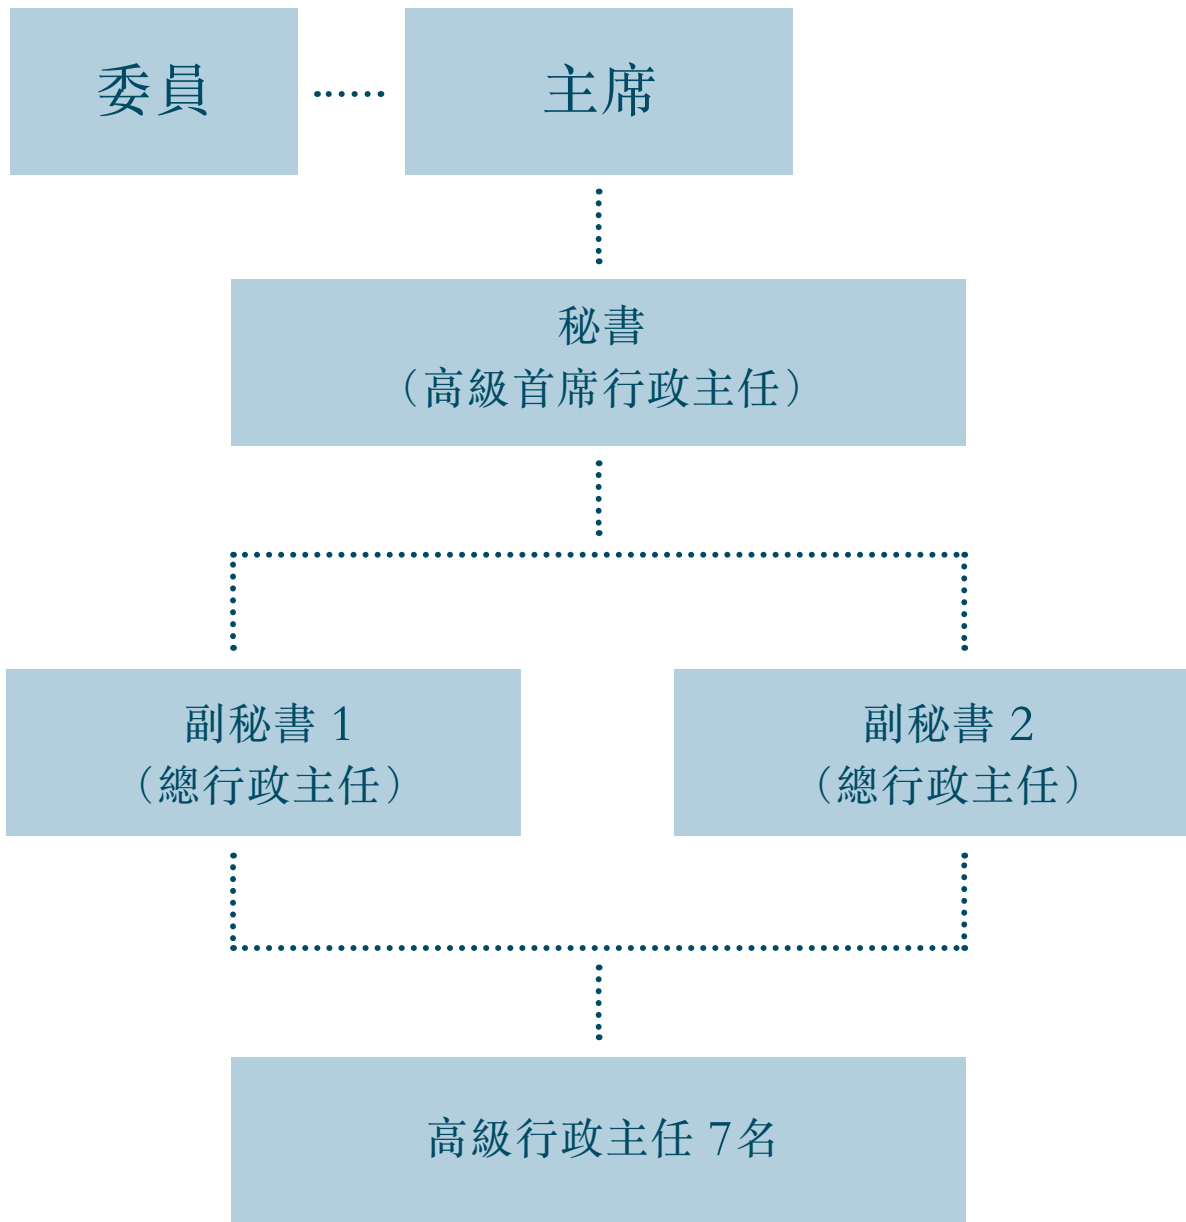 委員
主席
秘書
（高級首席行政主任）
副秘書 1
（總行政主任）
副秘書 2
（總行政主任）
高級行政主任 7名